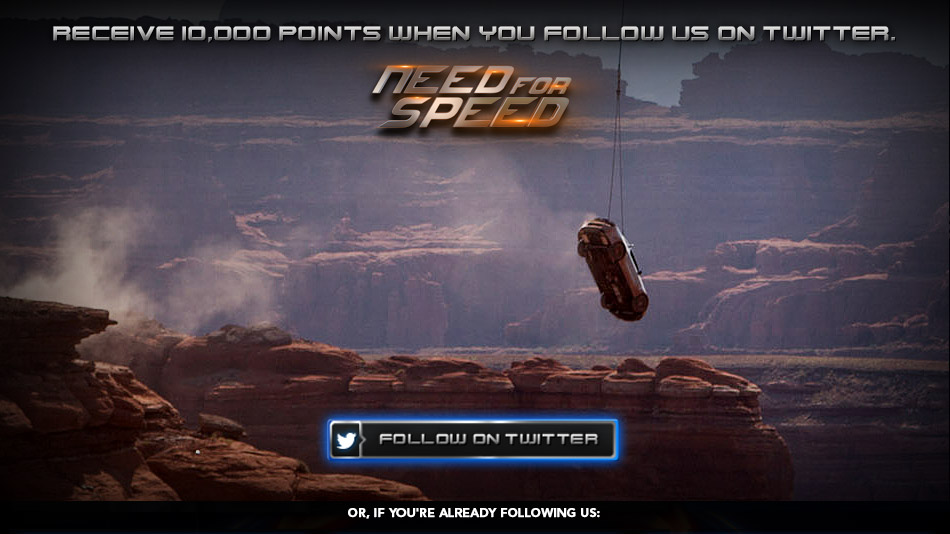 RECEIVE 10,000 POINTS WHEN YOU FOLLOW US ON TWITTER.
NEED FOR
SPEED
FOLLOW ON TWITTER
OR, IF YOU'RE ALREADY FOLLOWING US: